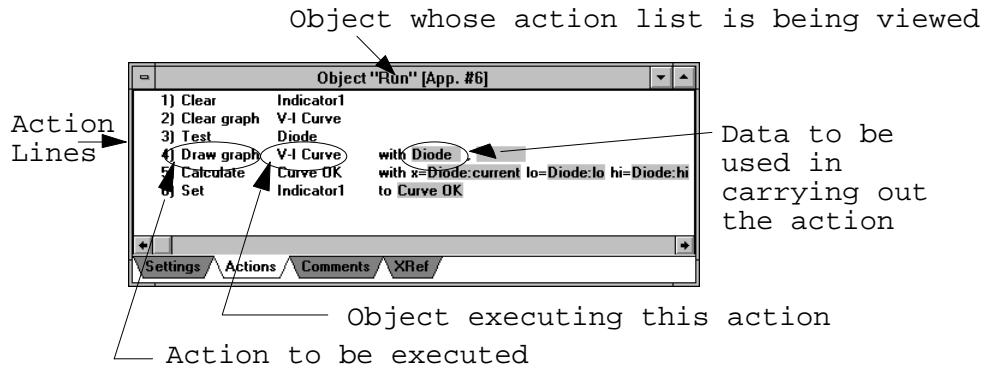 Object whose action list is being viewed
Object "Run" [App. #6]
Action
Lines
1) Clear Indicator1
2) Clear graph V-I Curve
3) Test Diode
4) Draw graph V-I Curve with Diode ,
5) Calculate Curve OK with x=Diode:current lo=Diode:lo hi=Diode:hi
6) Set Indicator1 to Curve OK
Data to be
used in
carrying out
the action
Settings Actions Comments XRef
Object executing this action
Action to be executed